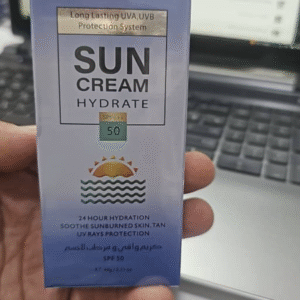 Long Lasting UVA,UVB
Protection System
SUN
CREAM
HYDRATE
50
24 HOUR HYDRATION
SOOTHE SUNBURNED SKIN.TAN
UV RAYS PROTECTION
SPF 50